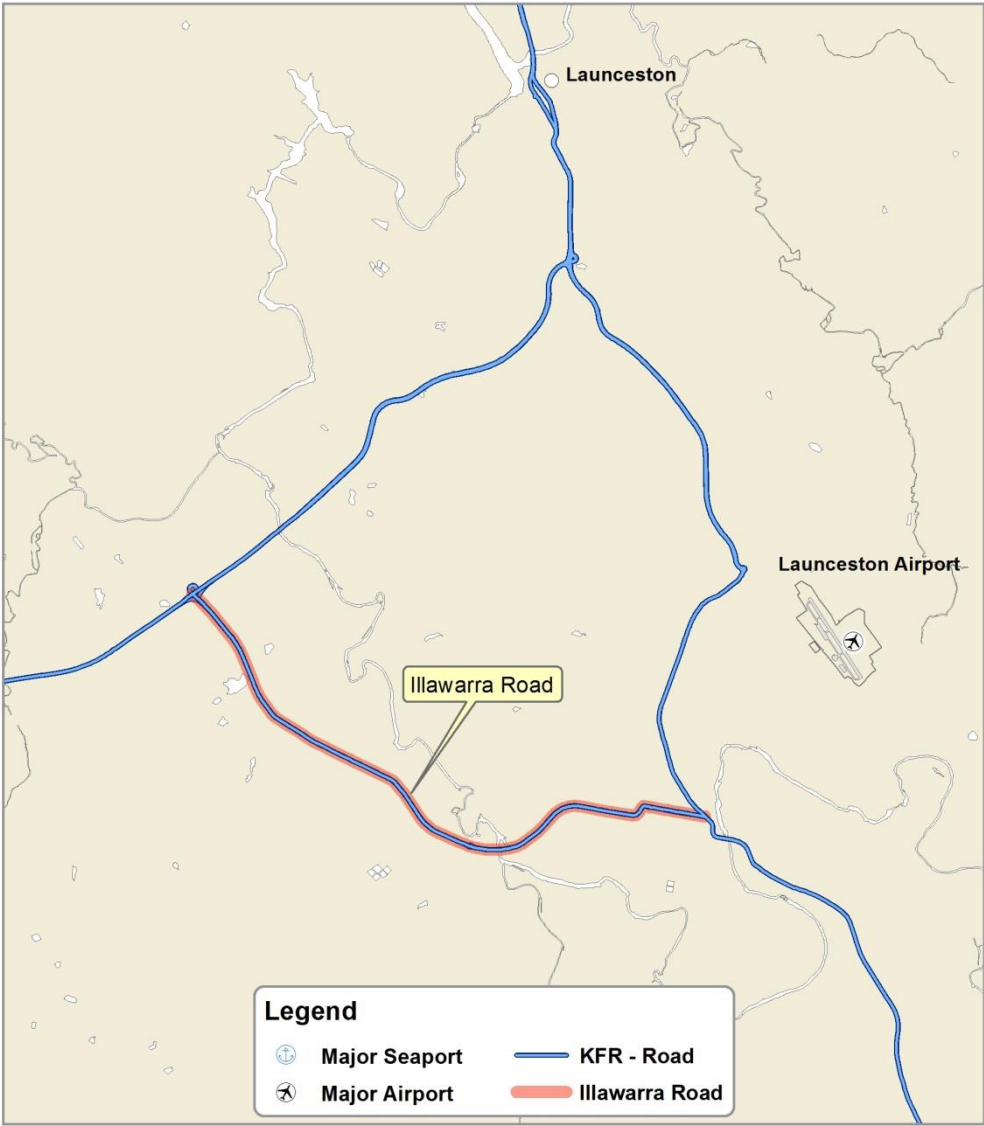 Launceston
Launceston Airport
Illawarra Road
Legend
Major Seaport
KFR - Road
Major Airport
Illawarra Road